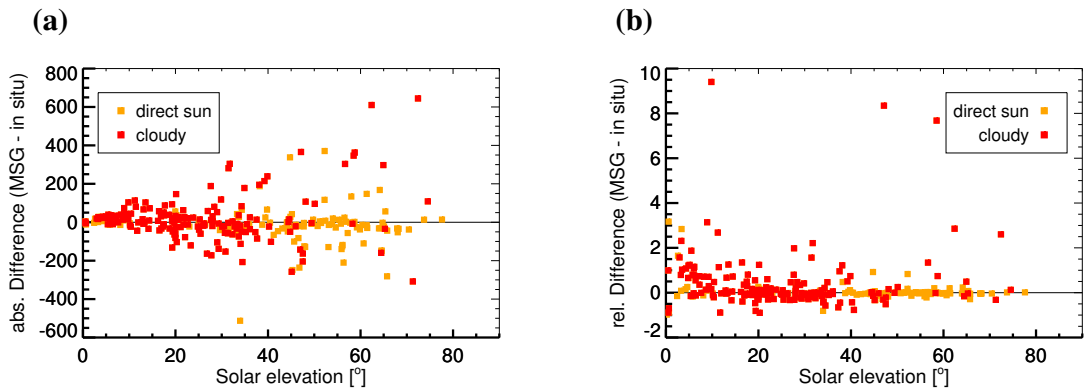 (a)
abs. Difference (MSG - in situ)
800
600
400
200
0
-200
-400
-600
direct sun
cloudy
0 20 40 60 80
Solar elevation [o]
(b)
rel. Difference (MSG - in situ)
10
8
6
4
2
0
-2
direct sun
cloudy
0 20 40 60 80
Solar elevation [o]